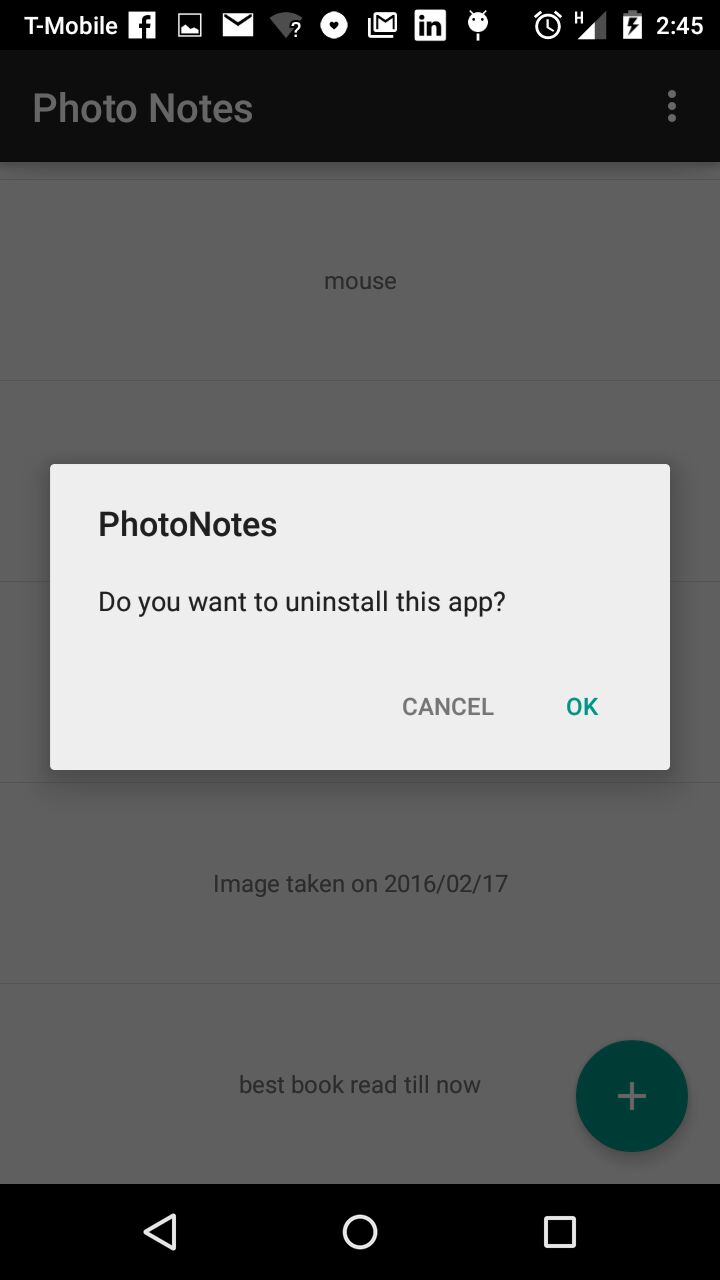 T-Mobile H 2:45
Photo Notes
mouse
PhotoNotes
Do you want to uninstall this app?
CANCEL OK
Image taken on 2016/02/17
best book read till now